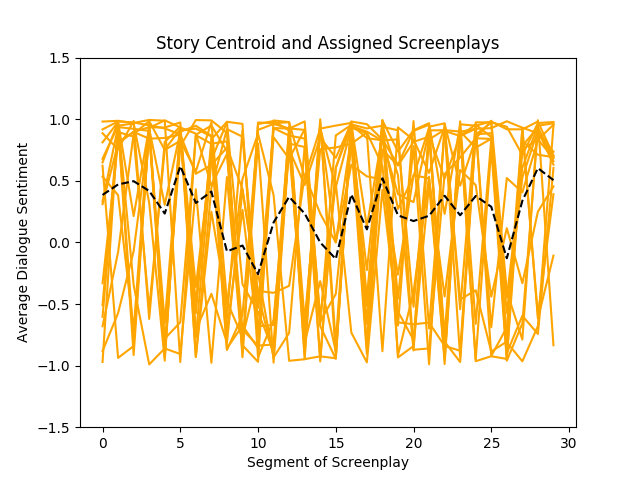 Story Centroid and Assigned Screenplays
1.5
1.0
0.5
0.0
−0.5
−1.0
−1.5
Average Dialogue Sentiment
0 5 10 15 20 25 30
Segment of Screenplay